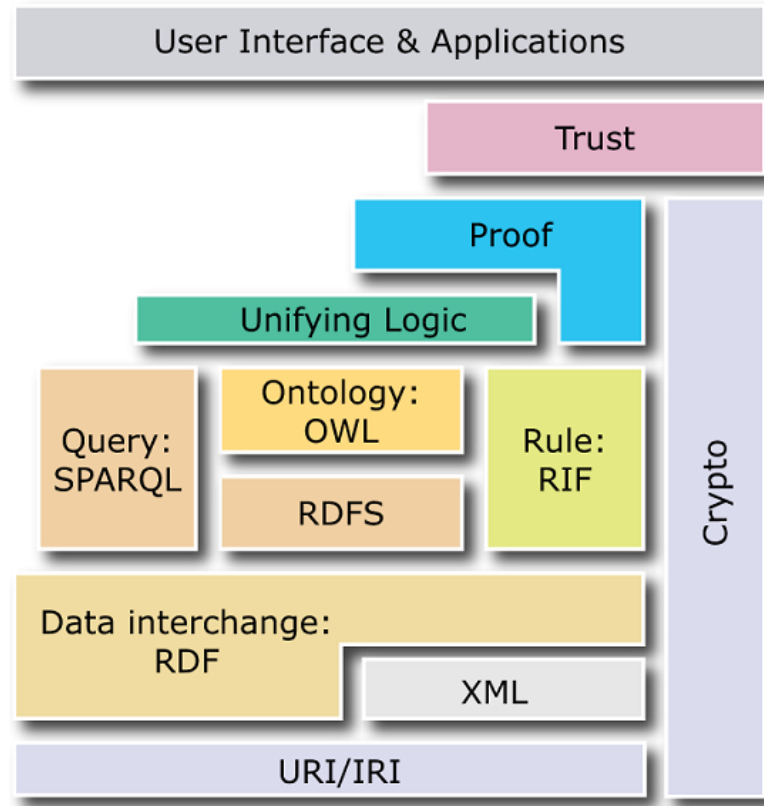 User Interface & Applications
Trust
Proof
Unifying Logic
Query:
SPARQL
Ontology:
OWL
RDFS
Rule:
RIF
Crypto
Data interchange:
RDF
XML
URI/IRI